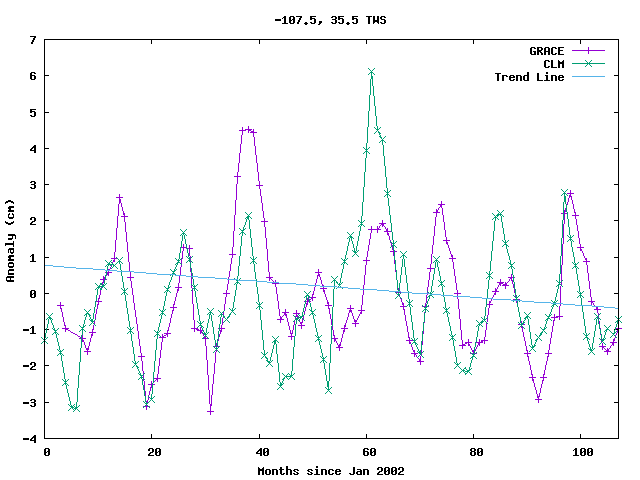 -107.5, 35.5 TWS
GRACE
CLM
Trend Line
7
6
5
4
3
2
1
0
-1
-2
-3
-4
Anomaly (cm)
0 20 40 60 80 100
Months since Jan 2002